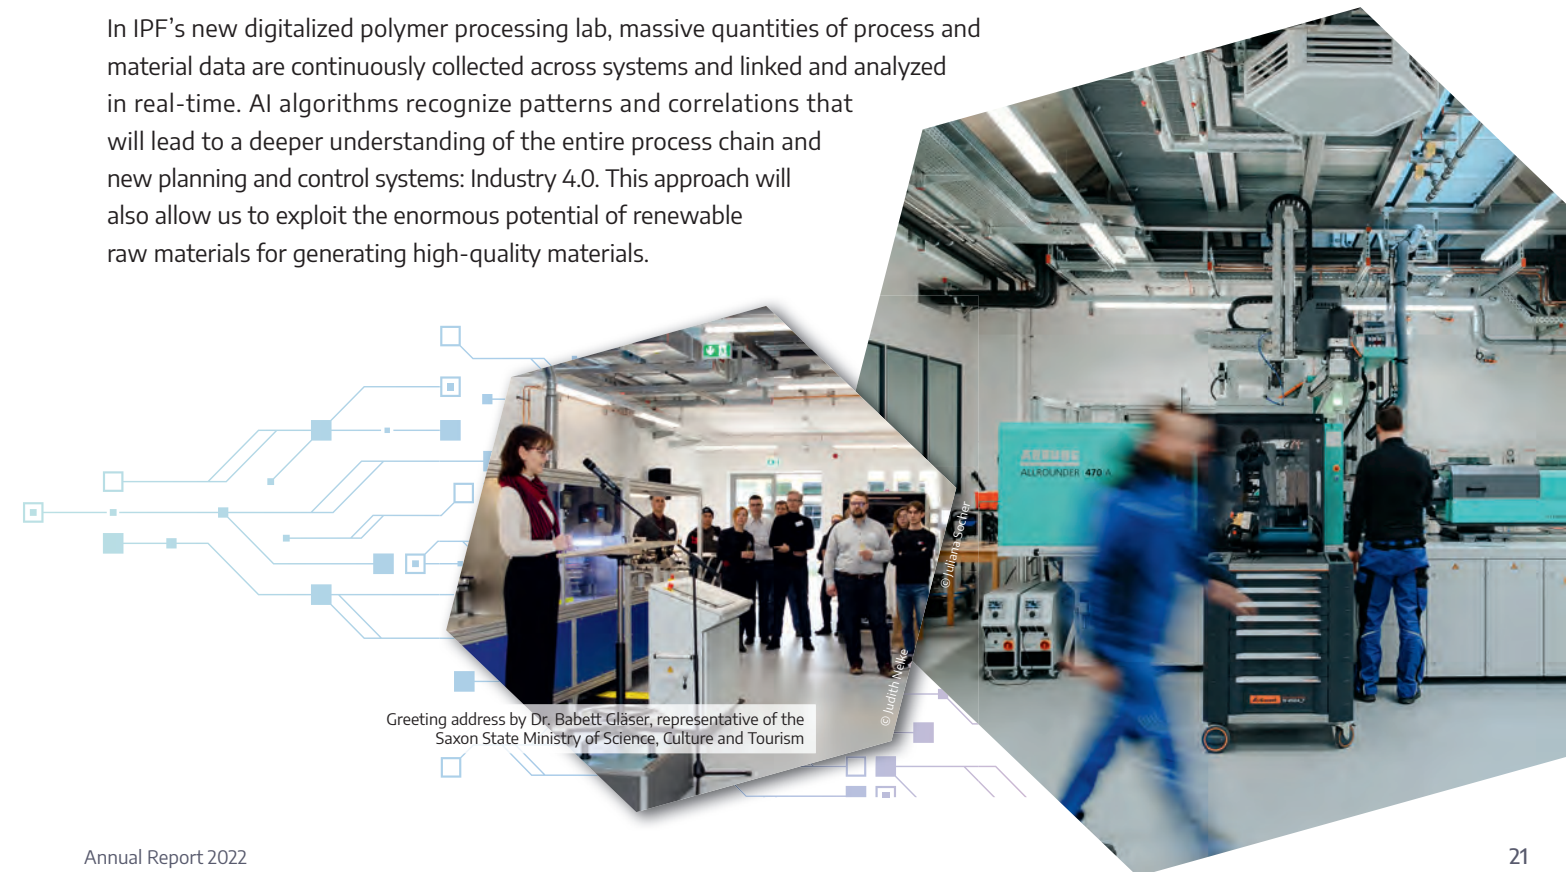 In IPF’s new digitalized polymer processing lab, massive quantities of process and
material data are continuously collected across systems and linked and analyzed
in real-time. AI algorithms recognize patterns and correlations that
will lead to a deeper understanding of the entire process chain and
new planning and control systems: Industry 4.0. This approach will
also allow us to exploit the enormous potential of renewable
raw materials for generating high-quality materials.
ARBURG
ALLROUNDER 470 A
© Juliana Socher
© Judith Nelke
Greeting address by Dr. Babett Gläser, representative of the
Saxon State Ministry of Science, Culture and Tourism
Annual Report 2022
21